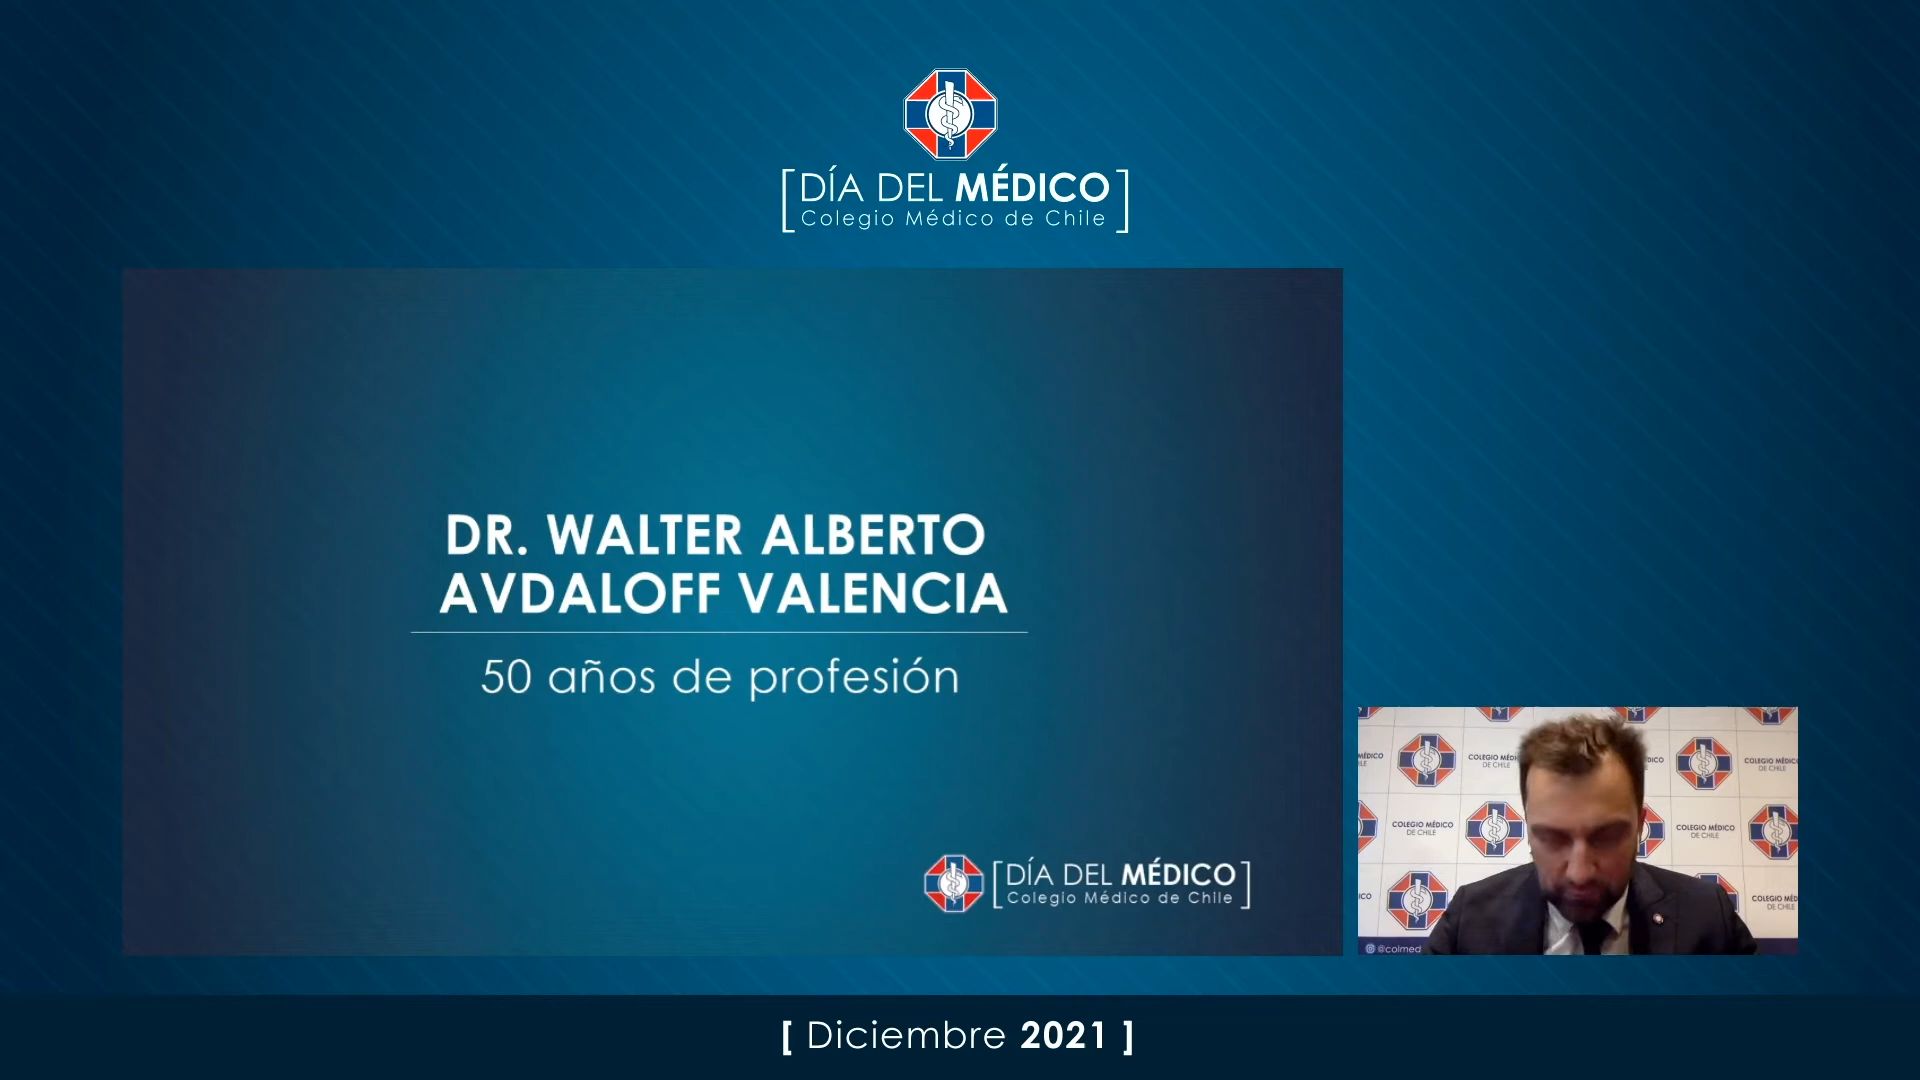 [DÍA DEL MÉDICO]
Colegio Médico de Chile
DR. WALTER ALBERTO
AVDALOFF VALENCIA
50 años de profesión
[DÍA DEL MÉDICO]
Colegio Médico de Chile
COLEGIO MÉDICO
DE CHILE
COLEGIO MÉDICO
DE CHILE
@colmed
[ Diciembre 2021 ]